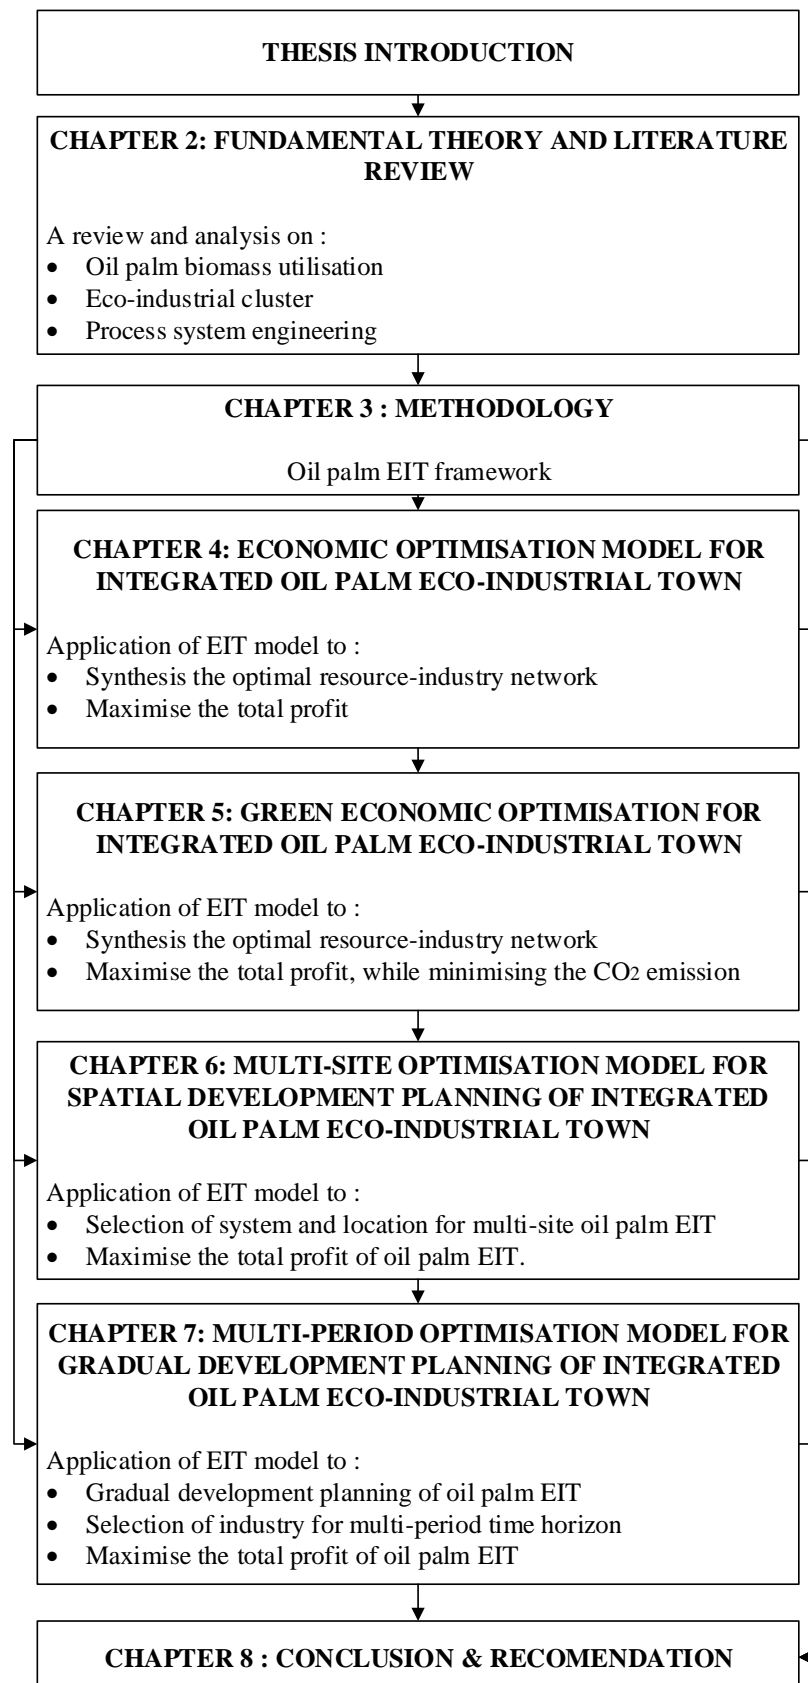 THESIS INTRODUCTION
CHAPTER 2: FUNDAMENTAL THEORY AND LITERATURE
REVIEW
A review and analysis on :
• Oil palm biomass utilisation
• Eco-industrial cluster
• Process system engineering
CHAPTER 3 : METHODOLOGY
Oil palm EIT framework
CHAPTER 4: ECONOMIC OPTIMISATION MODEL FOR
INTEGRATED OIL PALM ECO-INDUSTRIAL TOWN
Application of EIT model to :
• Synthesis the optimal resource-industry network
• Maximise the total profit
CHAPTER 5: GREEN ECONOMIC OPTIMISATION FOR
INTEGRATED OIL PALM ECO-INDUSTRIAL TOWN
Application of EIT model to :
• Synthesis the optimal resource-industry network
• Maximise the total profit, while minimising the CO2 emission
CHAPTER 6: MULTI-SITE OPTIMISATION MODEL FOR
SPATIAL DEVELOPMENT PLANNING OF INTEGRATED
OIL PALM ECO-INDUSTRIAL TOWN
Application of EIT model to :
• Selection of system and location for multi-site oil palm EIT
• Maximise the total profit of oil palm EIT.
CHAPTER 7: MULTI-PERIOD OPTIMISATION MODEL FOR
GRADUAL DEVELOPMENT PLANNING OF INTEGRATED
OIL PALM ECO-INDUSTRIAL TOWN
Application of EIT model to :
• Gradual development planning of oil palm EIT
• Selection of industry for multi-period time horizon
• Maximise the total profit of oil palm EIT
CHAPTER 8 : CONCLUSION & RECOMENDATION